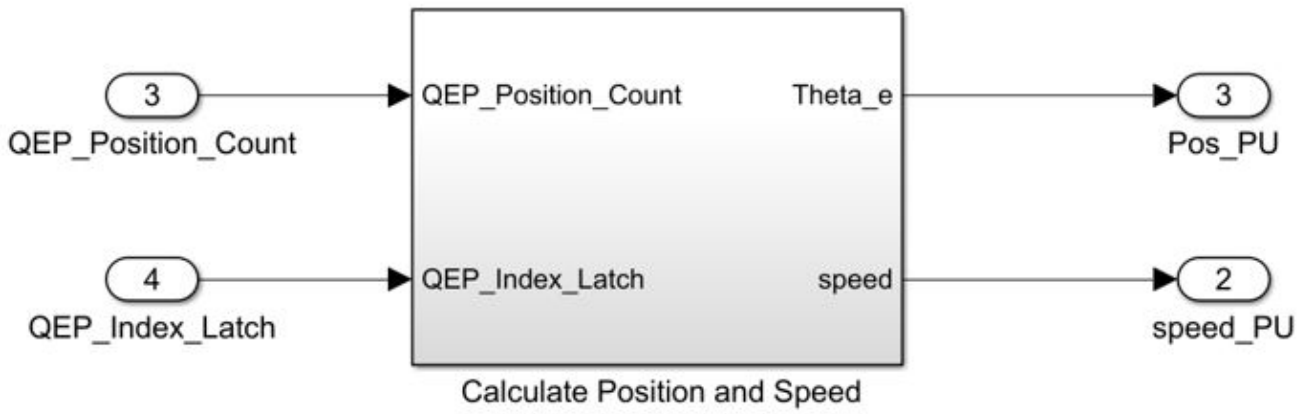 3
QEP_Position_Count
QEP_Position_Count
Theta_e
3
Pos_PU
4
QEP_Index_Latch
QEP_Index_Latch
speed
2
speed_PU
Calculate Position and Speed